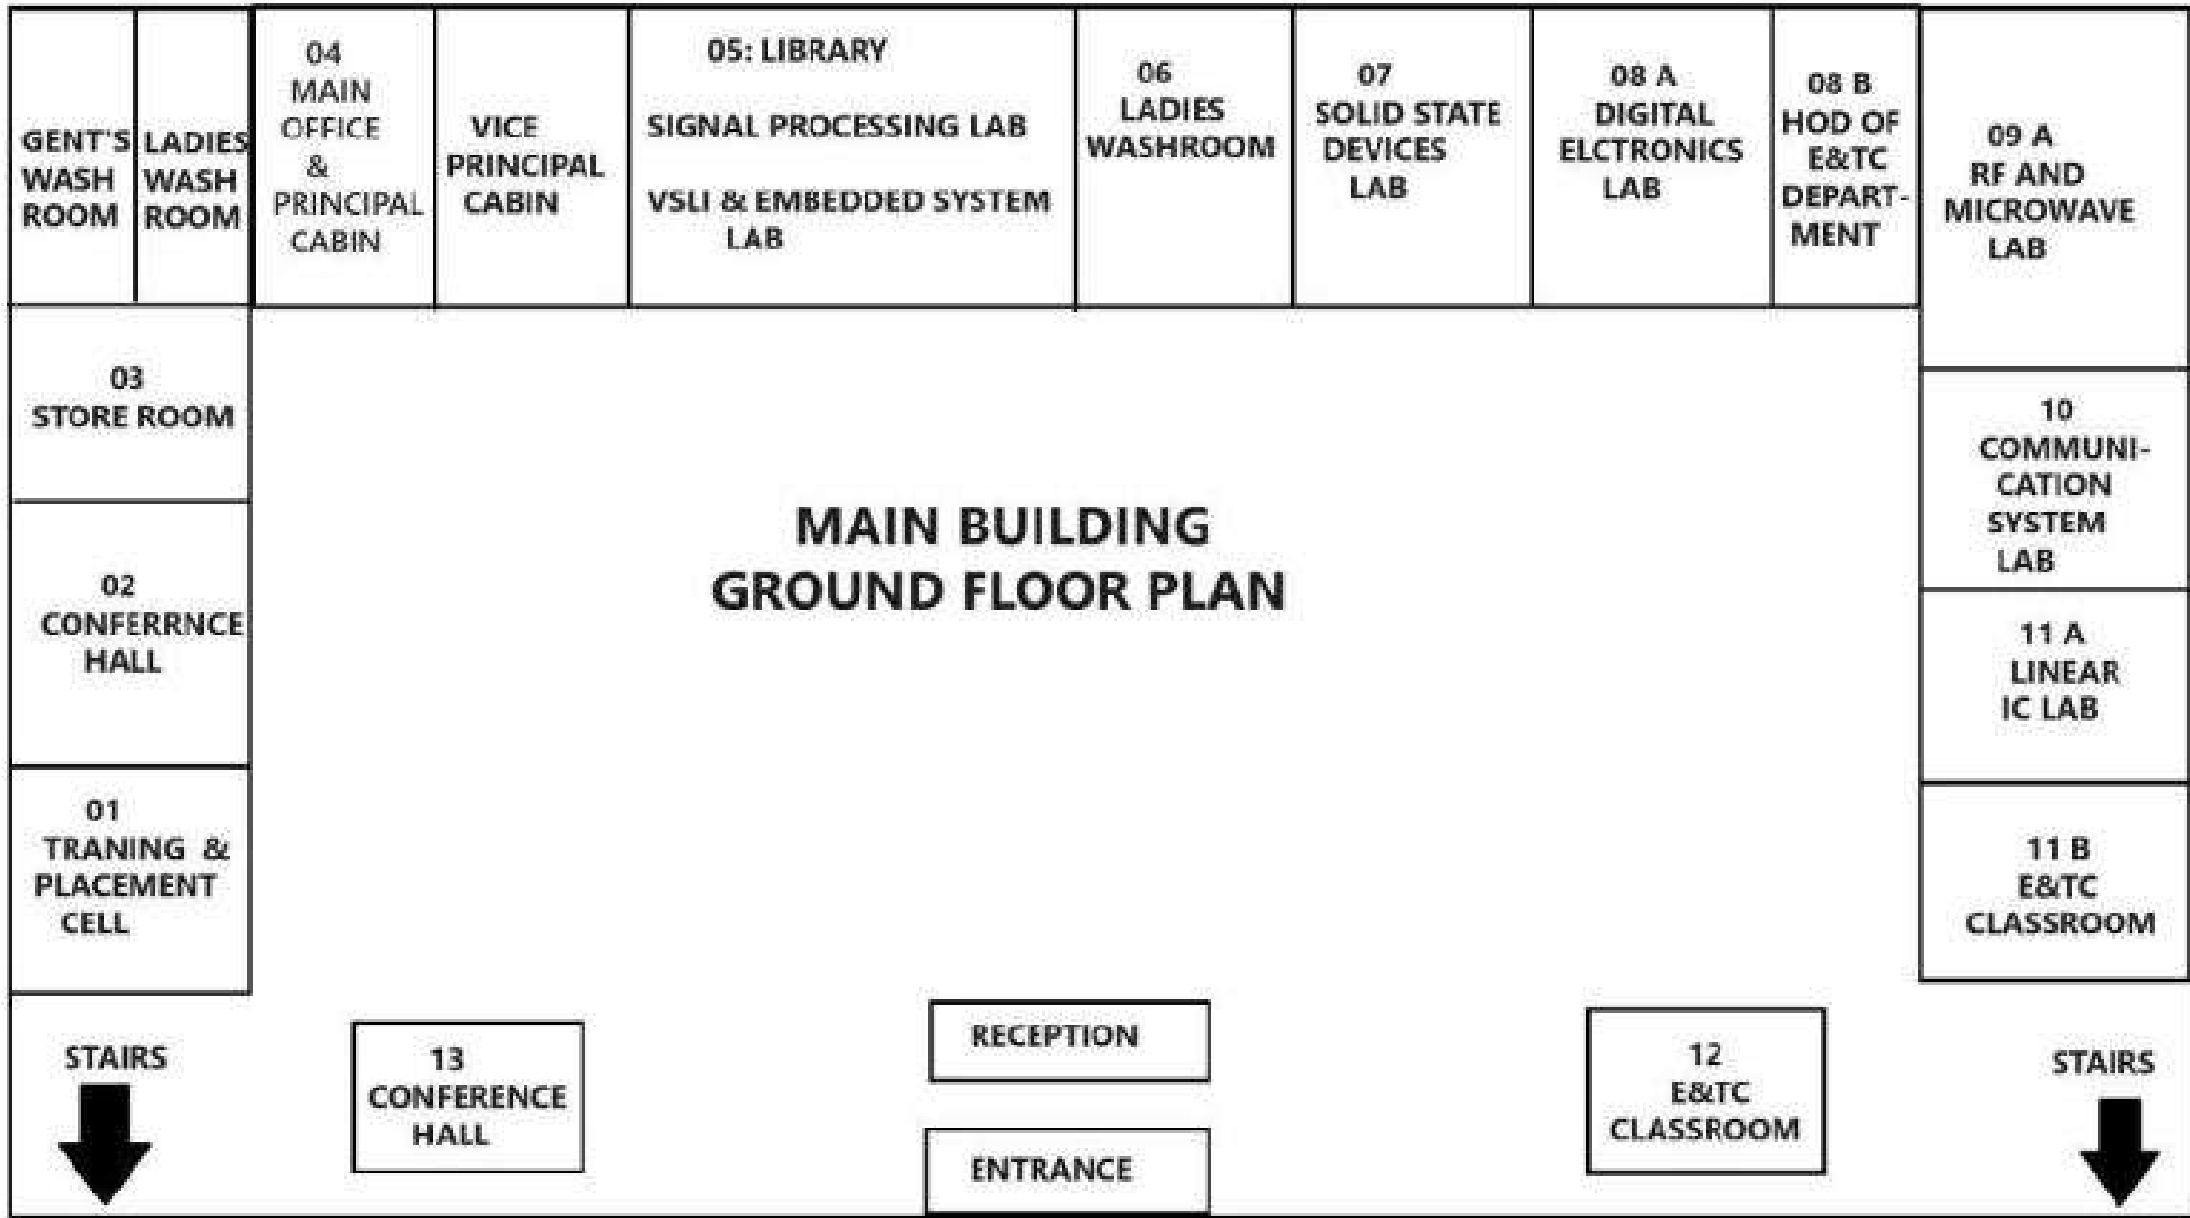 GENT'S
WASH
ROOM
LADIES
WASH
ROOM
04
MAIN
OFFICE
&
PRINCIPAL
CABIN
VICE
PRINCIPAL
CABIN
05: LIBRARY
SIGNAL PROCESSING LAB
VSLI & EMBEDDED SYSTEM
LAB
06
LADIES
WASHROOM
07
SOLID STATE
DEVICES
LAB
08 A
DIGITAL
ELCTRONICS
LAB
08 B
HOD OF
E&TC
DEPART-
MENT
09 A
RF AND
MICROWAVE
LAB
03
STORE ROOM
10
COMMUNI-
CATION
SYSTEM
LAB
MAIN BUILDING
GROUND FLOOR PLAN
02
CONFERRNCE
HALL
11 A
LINEAR
IC LAB
01
TRANING &
PLACEMENT
CELL
11 B
E&TC
CLASSROOM
STAIRS
13
CONFERENCE
HALL
RECEPTION
ENTRANCE
12
E&TC
CLASSROOM
STAIRS